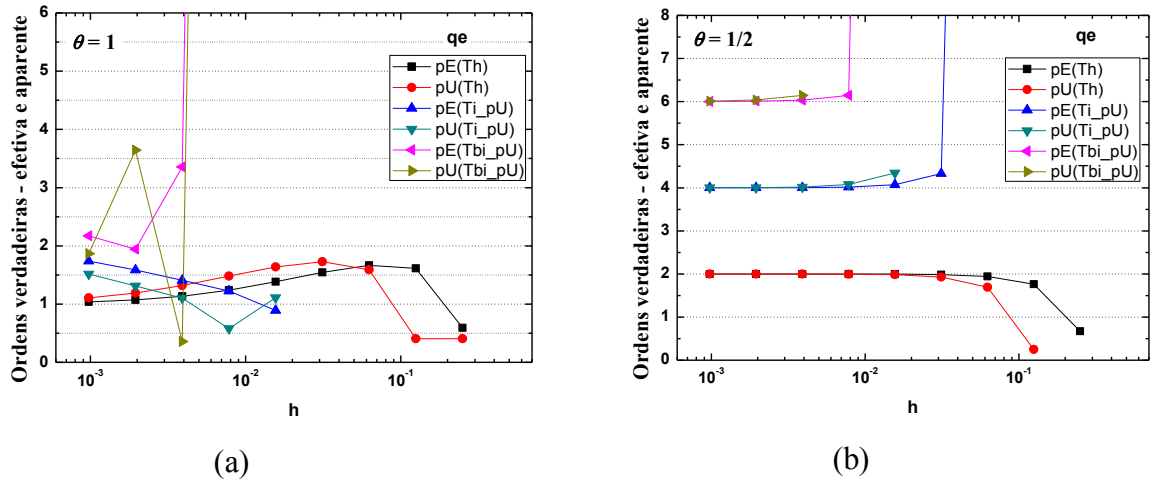 Ordens verdadeiras - efetiva e aparente
6
5
4
3
2
1
0
θ = 1
qe
pE(Th)
pU(Th)
pE(Ti_pU)
pU(Ti_pU)
pE(Tbi_pU)
pU(Tbi_pU)
10⁻³ 10⁻² 10⁻¹
h
(a)
Ordens verdadeiras - efetiva e aparente
8
7
6
5
4
3
2
1
0
θ = 1/2
qe
pE(Th)
pU(Th)
pE(Ti_pU)
pU(Ti_pU)
pE(Tbi_pU)
pU(Tbi_pU)
10⁻³ 10⁻² 10⁻¹
h
(b)